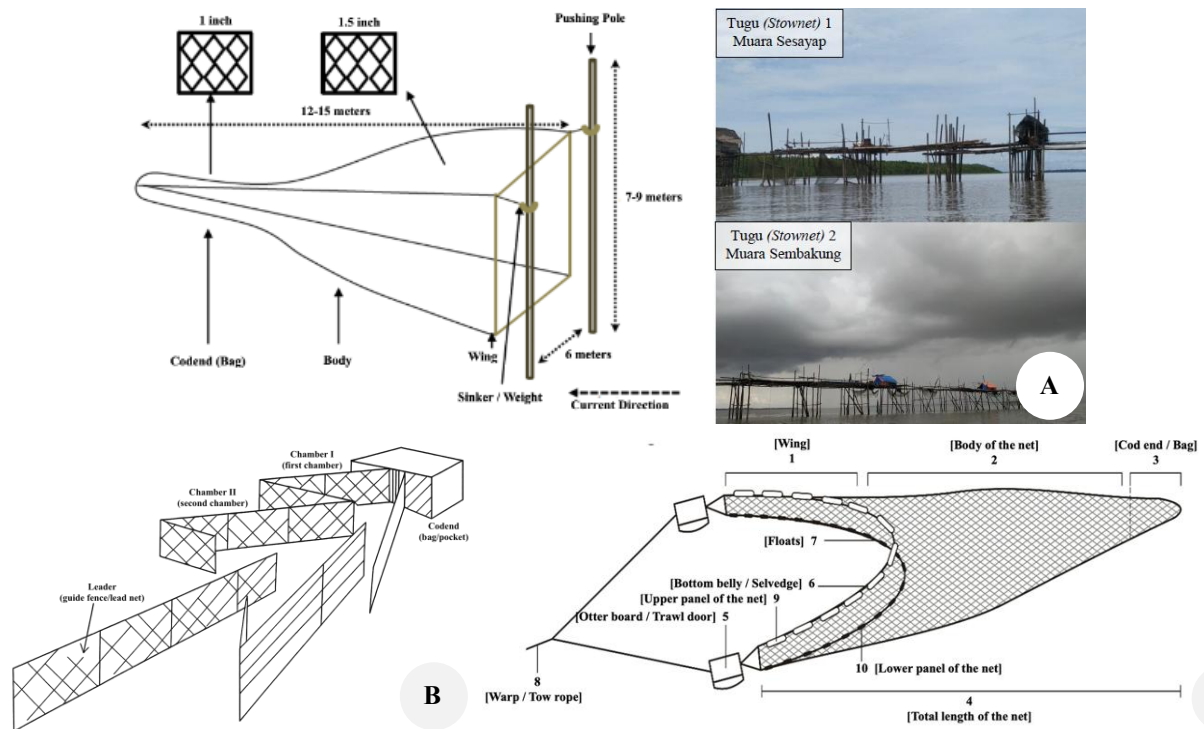 1 inch
1.5 inch
Pushing Pole
12-15 meters
7-9 meters
6 meters
Codend (Bag)
Body
Wing
Sinker / Weight
Current Direction
Tugu (Stownet) 1
Muara Sesayap
Tugu (Stownet) 2
Muara Sembakung
A
Chamber I
(first chamber)
Chamber II
(second chamber)
Codend
(bag/pocket)
Leader
(guide fence/lead net)
B
[Wing]
1
[Body of the net]
2
[Cod end / Bag]
3
[Floats] 7
[Bottom belly / Selvedge] 6
[Upper panel of the net] 9
[Otter board / Trawl door] 5
8
[Warp / Tow rope]
10 [Lower panel of the net]
4
[Total length of the net]